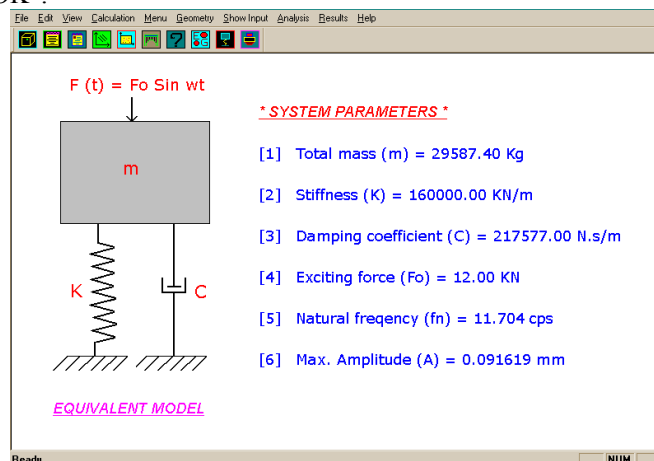 File Edit View Calculation Menu Geometry Show Input Analysis Results Help
F (t) = Fo Sin wt
* SYSTEM PARAMETERS *
m
[1] Total mass (m) = 29587.40 Kg
[2] Stiffness (K) = 160000.00 KN/m
[3] Damping coefficient (C) = 217577.00 N.s/m
[4] Exciting force (Fo) = 12.00 KN
K
C
[5] Natural freqency (fn) = 11.704 cps
[6] Max. Amplitude (A) = 0.091619 mm
EQUIVALENT MODEL
Ready
NUM